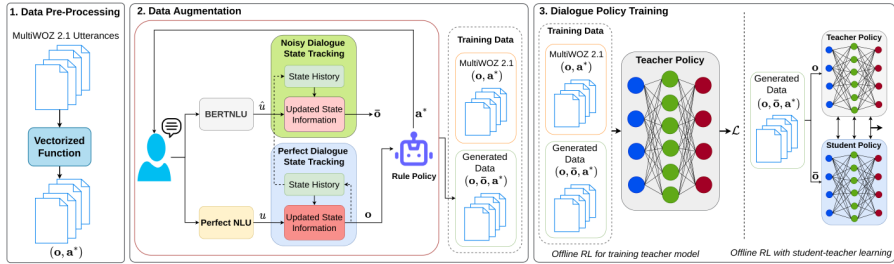 1. Data Pre-Processing
MultiWOZ 2.1 Utterances
Vectorized
Function
(o, a*)
2. Data Augmentation
Noisy Dialogue
State Tracking
State History
Updated State
Information
BERTNLU
û
õ
Perfect Dialogue
State Tracking
State History
Updated State
Information
Perfect NLU
u
o
a*
Rule Policy
Training Data
MultiWOZ 2.1
(o, a*)
Generated
Data
(o, õ, a*)
3. Dialogue Policy Training
Training Data
MultiWOZ 2.1
(o, a*)
Generated
Data
(o, õ, a*)
Teacher Policy
ℒ
Offline RL for training teacher model
Generated Data
(o, õ, a*)
o
õ
Teacher Policy
Student Policy
Offline RL with student-teacher learning